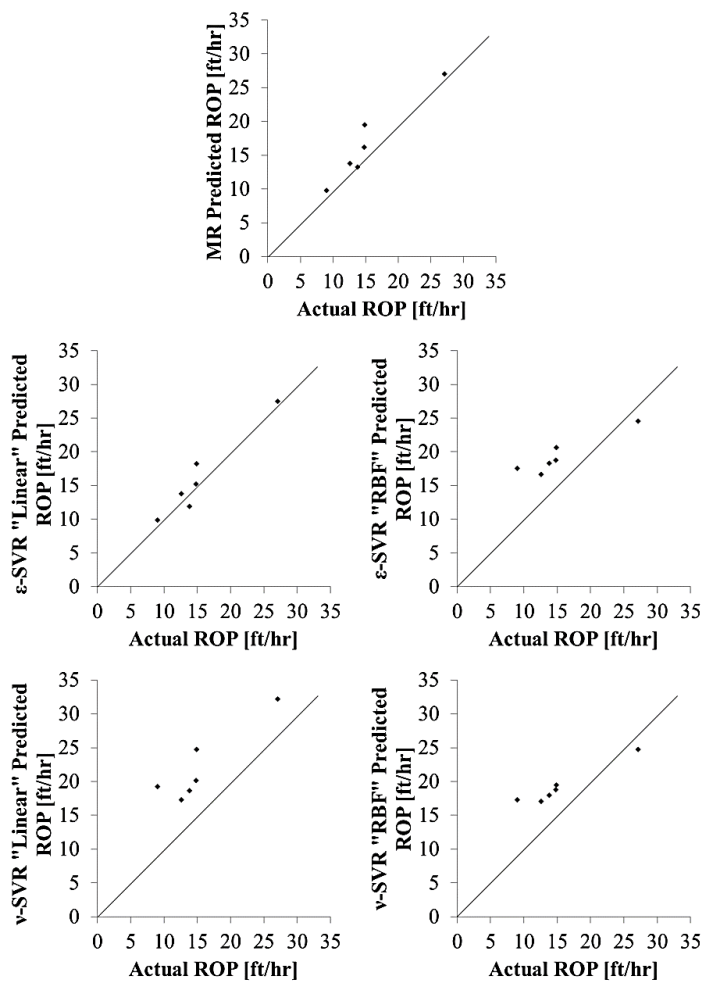 MR Predicted ROP [ft/hr]
35
30
25
20
15
10
5
0
0 5 10 15 20 25 30 35
Actual ROP [ft/hr]
ε-SVR "Linear" Predicted
ROP [ft/hr]
35
30
25
20
15
10
5
0
0 5 10 15 20 25 30 35
Actual ROP [ft/hr]
ε-SVR "RBF" Predicted
ROP [ft/hr]
35
30
25
20
15
10
5
0
0 5 10 15 20 25 30 35
Actual ROP [ft/hr]
ν-SVR "Linear" Predicted
ROP [ft/hr]
35
30
25
20
15
10
5
0
0 5 10 15 20 25 30 35
Actual ROP [ft/hr]
ν-SVR "RBF" Predicted
ROP [ft/hr]
35
30
25
20
15
10
5
0
0 5 10 15 20 25 30 35
Actual ROP [ft/hr]